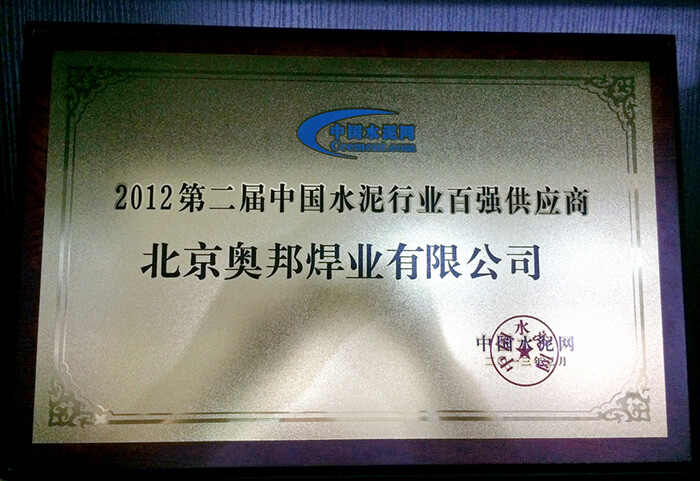 中国水泥网
Ccement.com
2012第二届中国水泥行业百强供应商
北京奥邦焊业有限公司
中国水泥网